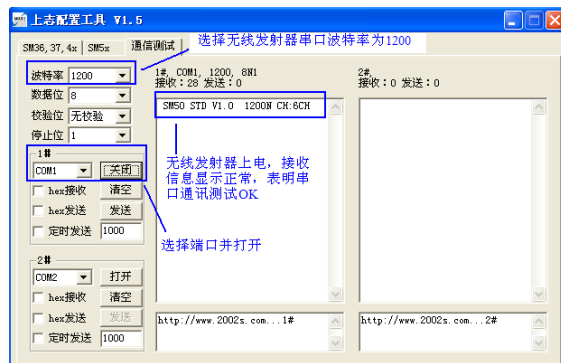 上志配置工具 V1.5
SM36,37,4x
SM5x
通信测试
选择无线发射器串口波特率为1200
波特率 1200
数据位 8
校验位 无校验
停止位 1
1#
COM1 关闭
hex接收 清空
hex发送 发送
定时发送 1000
2#
COM2 打开
hex接收 清空
hex发送 发送
定时发送 1000
1#, COM1, 1200, 8N1
接收：28 发送：0
SM50 STD V1.0 1200N CH:6CH
无线发射器上电，接收
信息显示正常，表明串
口通讯测试OK
选择端口并打开
http://www.2002s.com...1#
2#,
接收：0 发送：0
http://www.2002s.com...2#